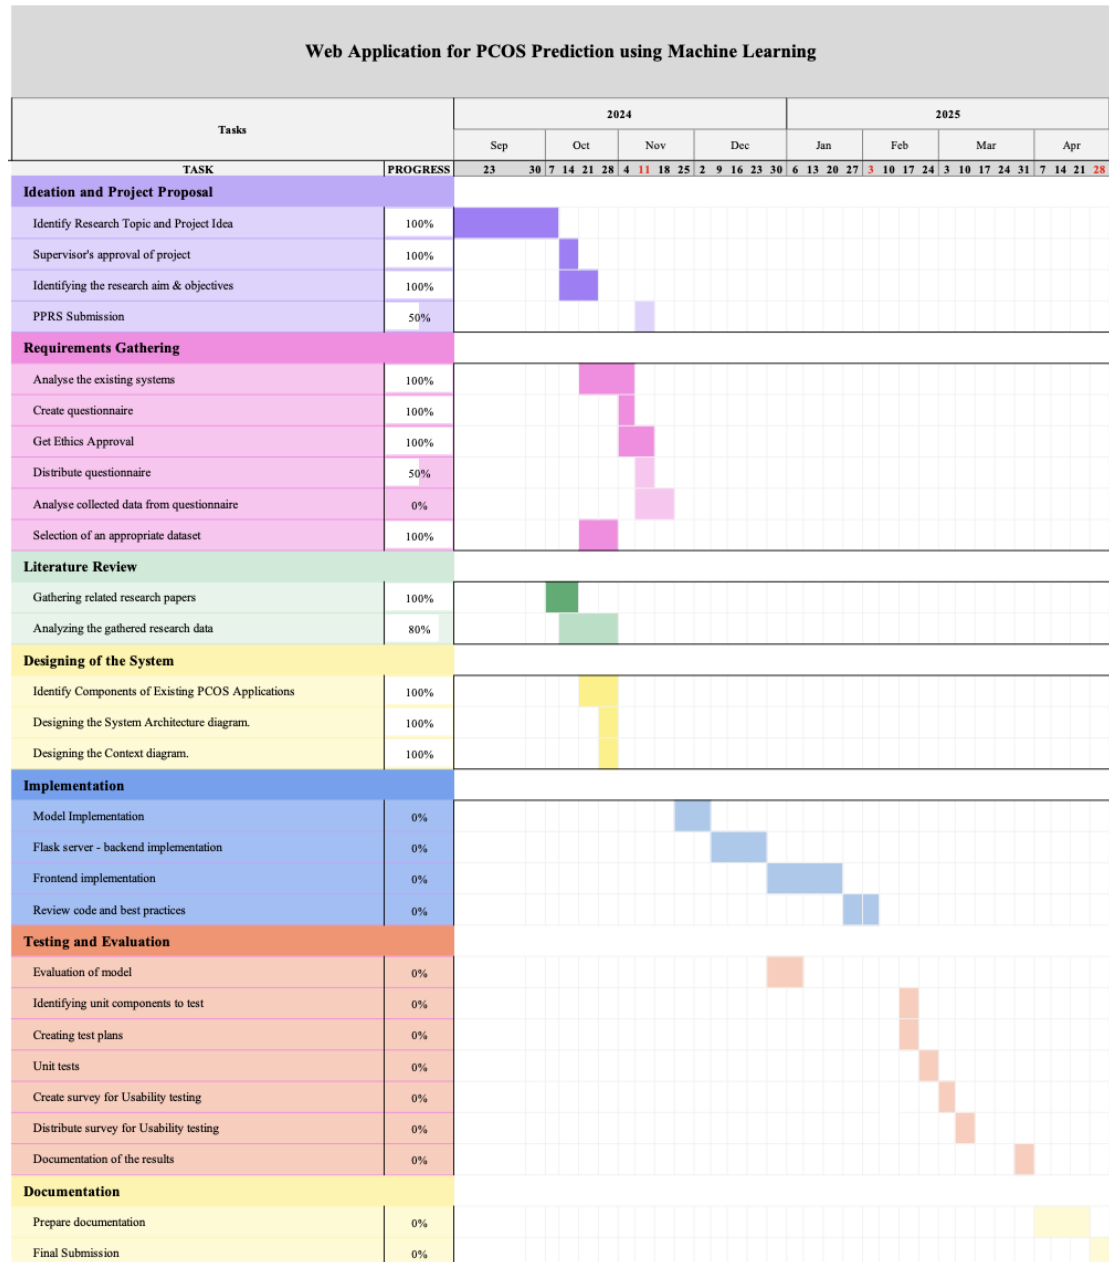 Web Application for PCOS Prediction using Machine Learning
Tasks
2024 2025
Sep Oct Nov Dec Jan Feb Mar Apr
TASK PROGRESS 23 30 7 14 21 28 4 11 18 25 2 9 16 23 30 6 13 20 27 3 10 17 24 3 10 17 24 31 7 14 21 28
Ideation and Project Proposal
Identify Research Topic and Project Idea 100%
Supervisor's approval of project 100%
Identifying the research aim & objectives 100%
PPRS Submission 50%
Requirements Gathering
Analyse the existing systems 100%
Create questionnaire 100%
Get Ethics Approval 100%
Distribute questionnaire 50%
Analyse collected data from questionnaire 0%
Selection of an appropriate dataset 100%
Literature Review
Gathering related research papers 100%
Analyzing the gathered research data 80%
Designing of the System
Identify Components of Existing PCOS Applications 100%
Designing the System Architecture diagram. 100%
Designing the Context diagram. 100%
Implementation
Model Implementation 0%
Flask server - backend implementation 0%
Frontend implementation 0%
Review code and best practices 0%
Testing and Evaluation
Evaluation of model 0%
Identifying unit components to test 0%
Creating test plans 0%
Unit tests 0%
Create survey for Usability testing 0%
Distribute survey for Usability testing 0%
Documentation of the results 0%
Documentation
Prepare documentation 0%
Final Submission 0%